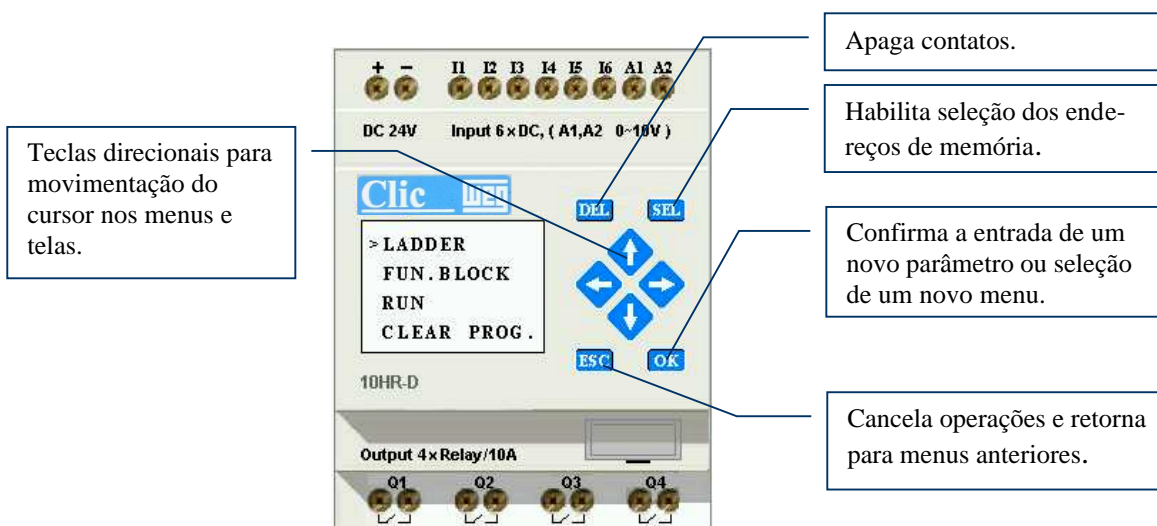 Apaga contatos.
Habilita seleção dos ende-
reços de memória.
Teclas direcionais para
movimentação do
cursor nos menus e
telas.
Confirma a entrada de um
novo parâmetro ou seleção
de um novo menu.
Cancela operações e retorna
para menus anteriores.
+ − I1 I2 I3 I4 I5 I6 A1 A2
DC 24V Input 6×DC, ( A1,A2 0~10V )
Clic WEG
DEL SEL
>LADDER
FUN.BLOCK
RUN
CLEAR PROG.
ESC OK
10HR-D
Output 4×Relay/10A
Q1 Q2 Q3 Q4